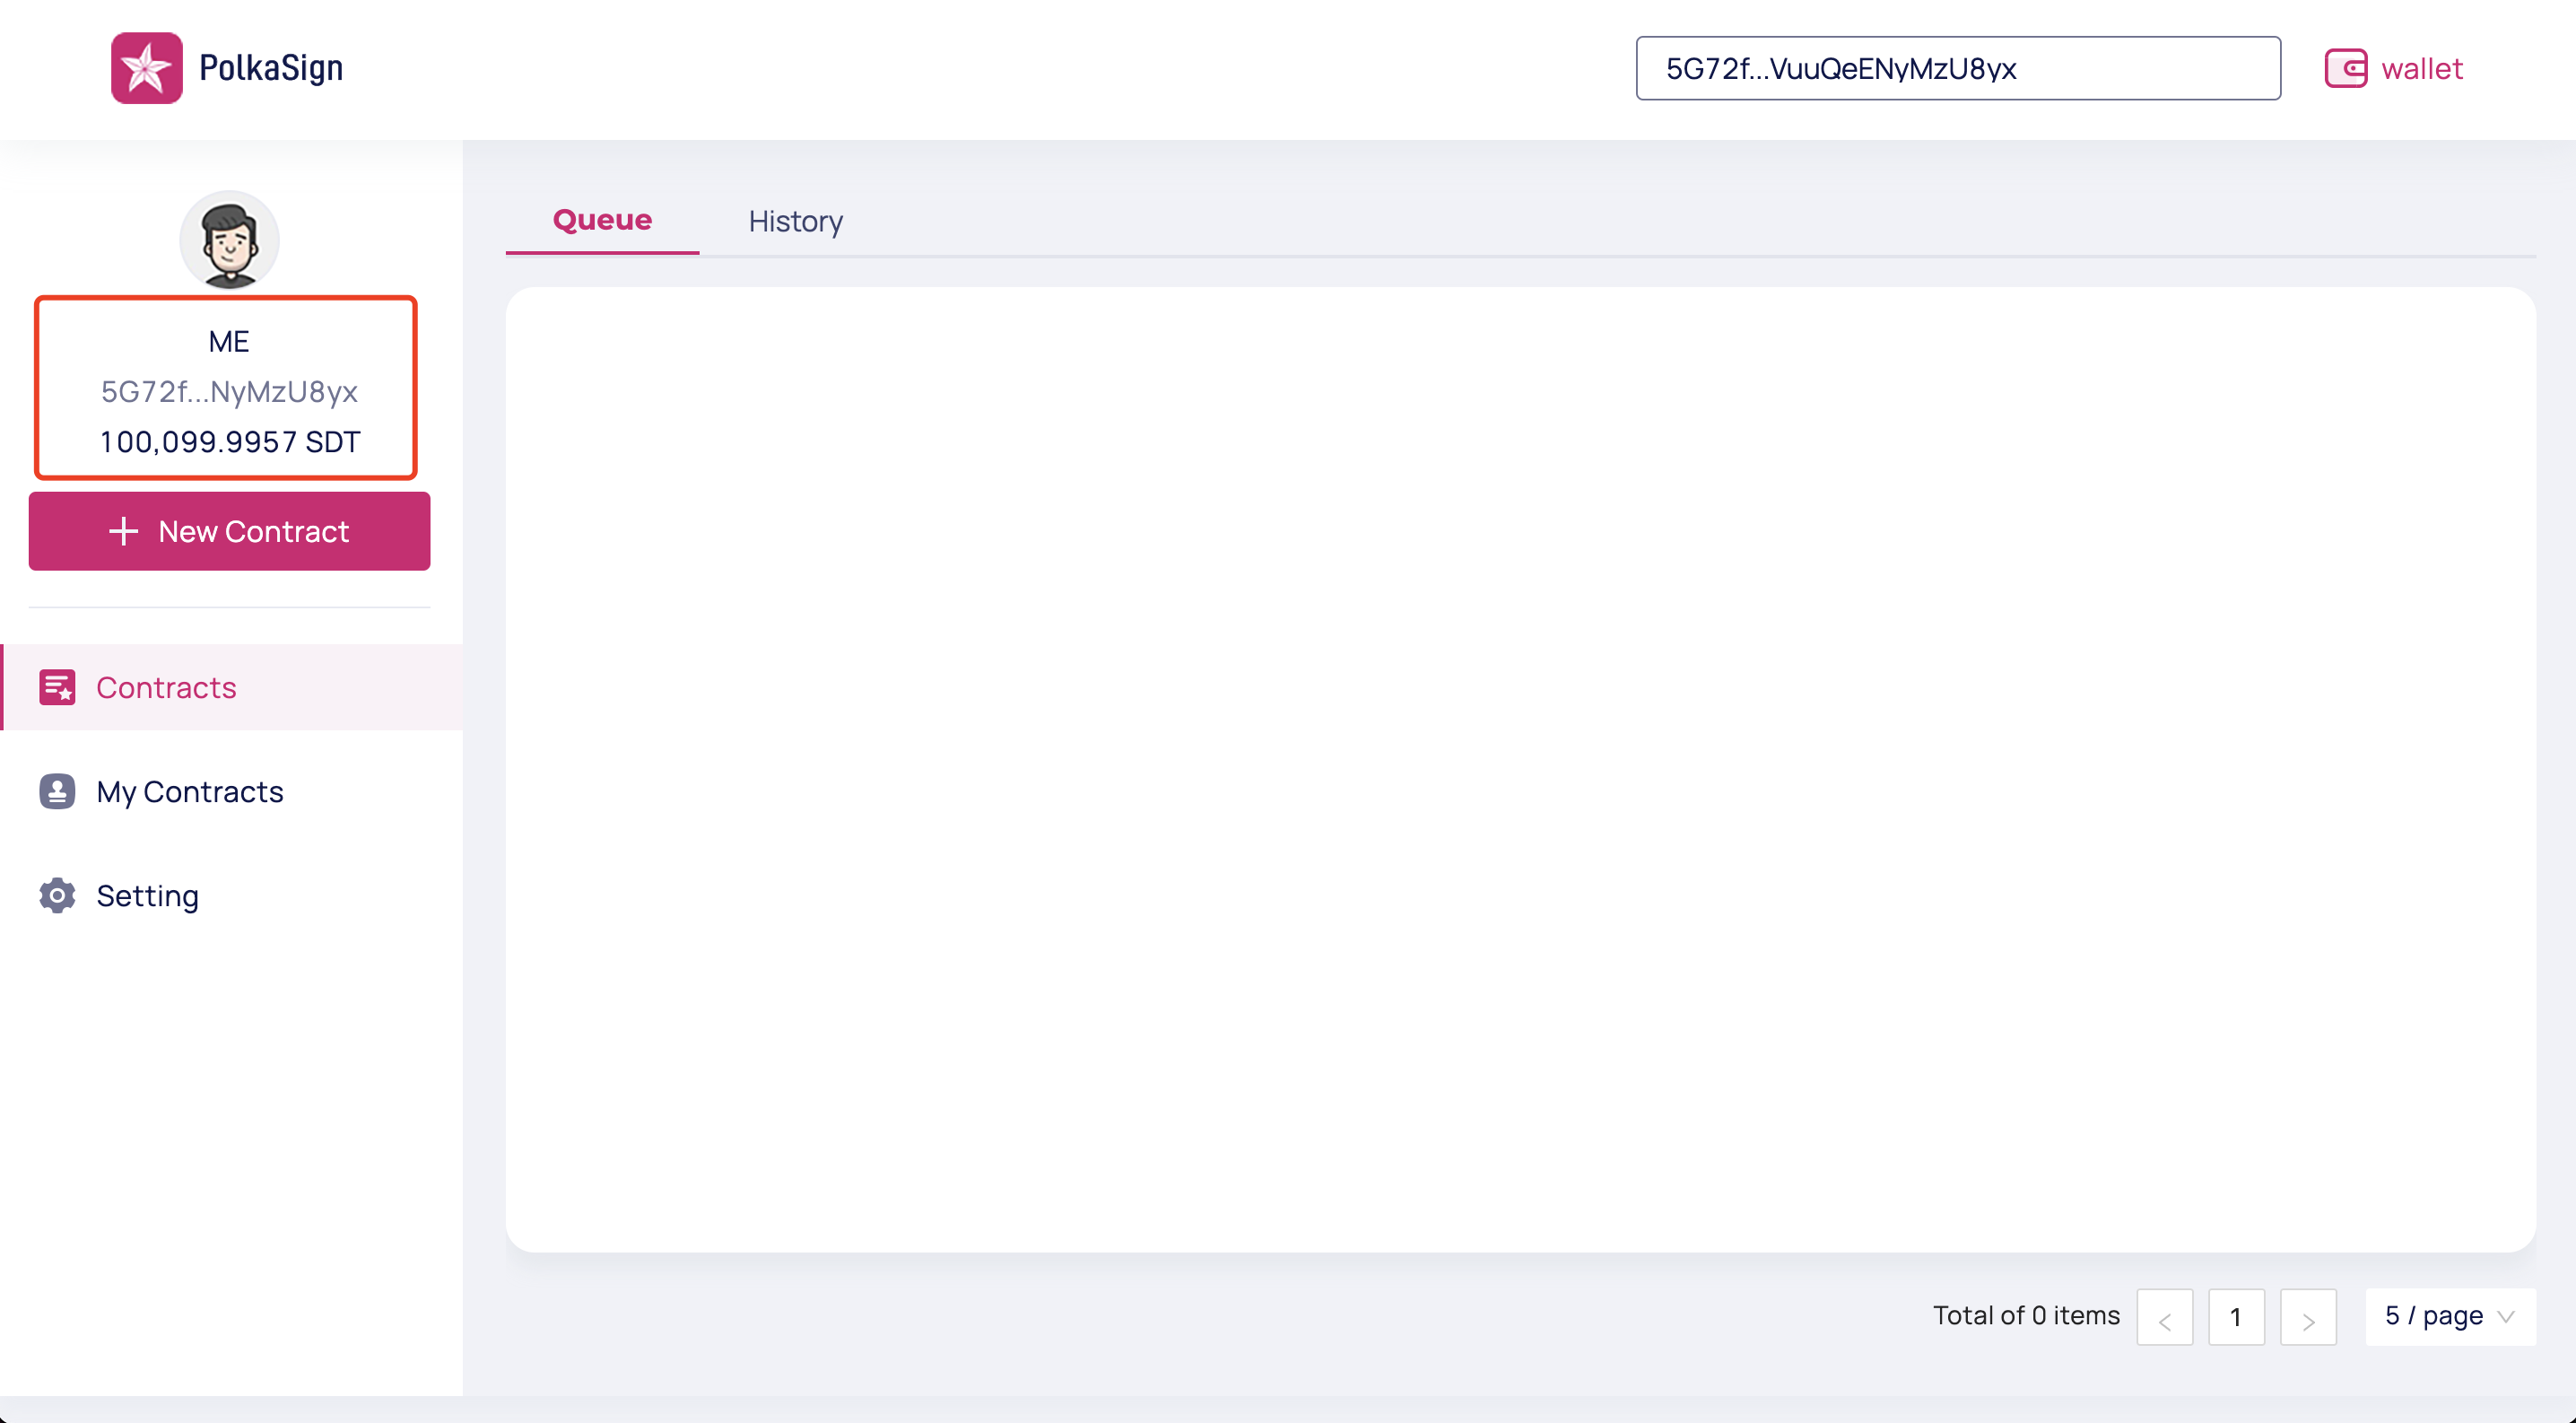 PolkaSign
5G72f...VuuQeENyMzU8yx
wallet
ME
5G72f...NyMzU8yx
100,099.9957 SDT
+ New Contract
Contracts
My Contracts
Setting
Queue
History
Total of 0 items
<
1
>
5 / page